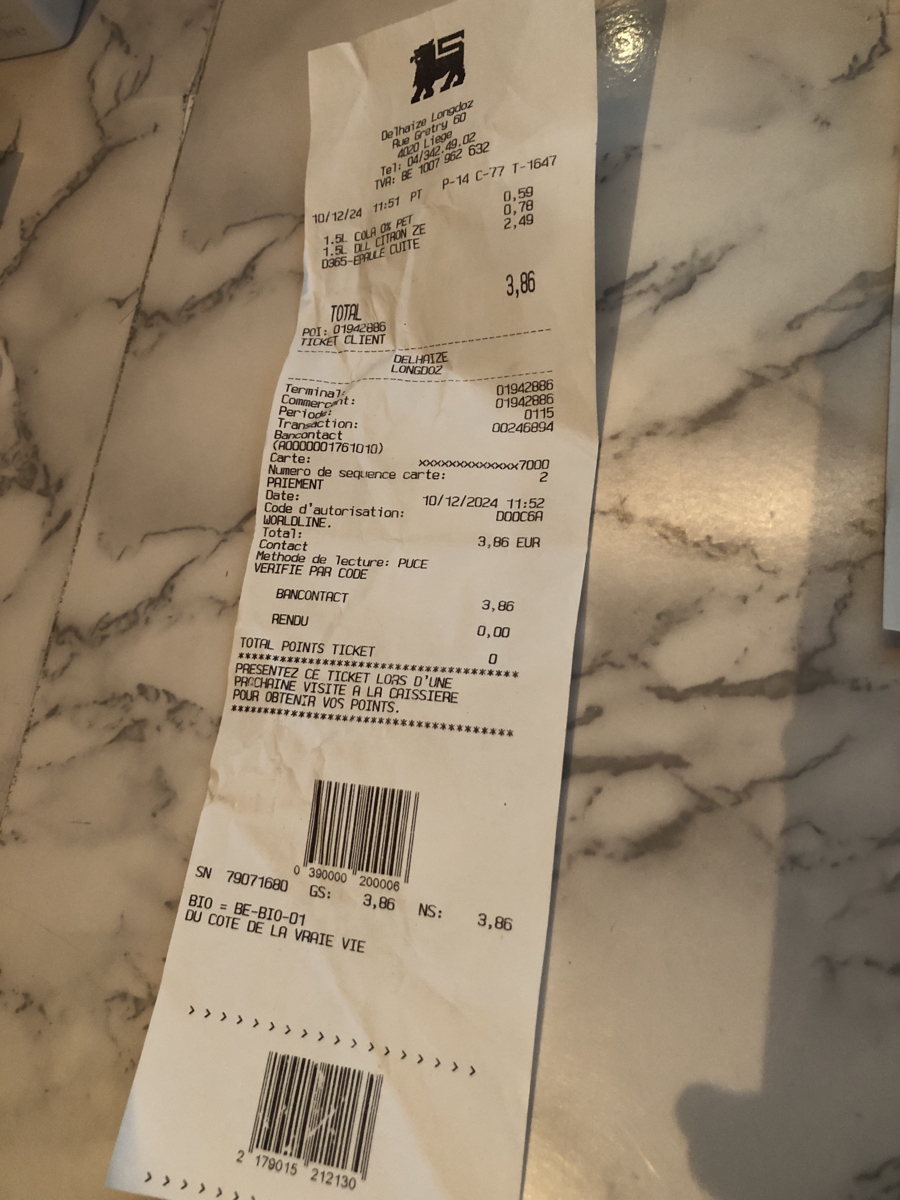 Delhaize Longdoz
Rue Gretry 60
4020 Liege
Tel: 04/342.49.02
TVA: BE 1007 962 632
10/12/24 11:51 PT P-14 C-77 T-1647
1.5L COLA 0% PET 0,59
1.5L DLL CITRON ZE 0,78
D365-EPAULE CUITE 2,49
TOTAL 3,86
POI: 01942886
TICKET CLIENT
DELHAIZE
LONGDOZ
Terminal: 01942886
Commercant: 01942886
Periode: 0115
Transaction: 00246894
Bancontact
(A0000001761010)
Carte: xxxxxxxxxxxxx7000
Numero de sequence carte: 2
PAIEMENT
Date: 10/12/2024 11:52
Code d'autorisation: D00C6A
WORLDLINE.
Total: 3,86 EUR
Contact
Methode de lecture: PUCE
VERIFIE PAR CODE
BANCONTACT 3,86
RENDU 0,00
TOTAL POINTS TICKET 0
****************************************
PRESENTEZ CE TICKET LORS D'UNE
PROCHAINE VISITE A LA CAISSIERE
POUR OBTENIR VOS POINTS.
****************************************
0 390000 200006
SN 79071680 GS: 3,86 NS: 3,86
BIO = BE-BIO-01
DU COTE DE LA VRAIE VIE
> > > > > > > > > > > > > > > > > > >
2 179015 212130
> > > > > > >